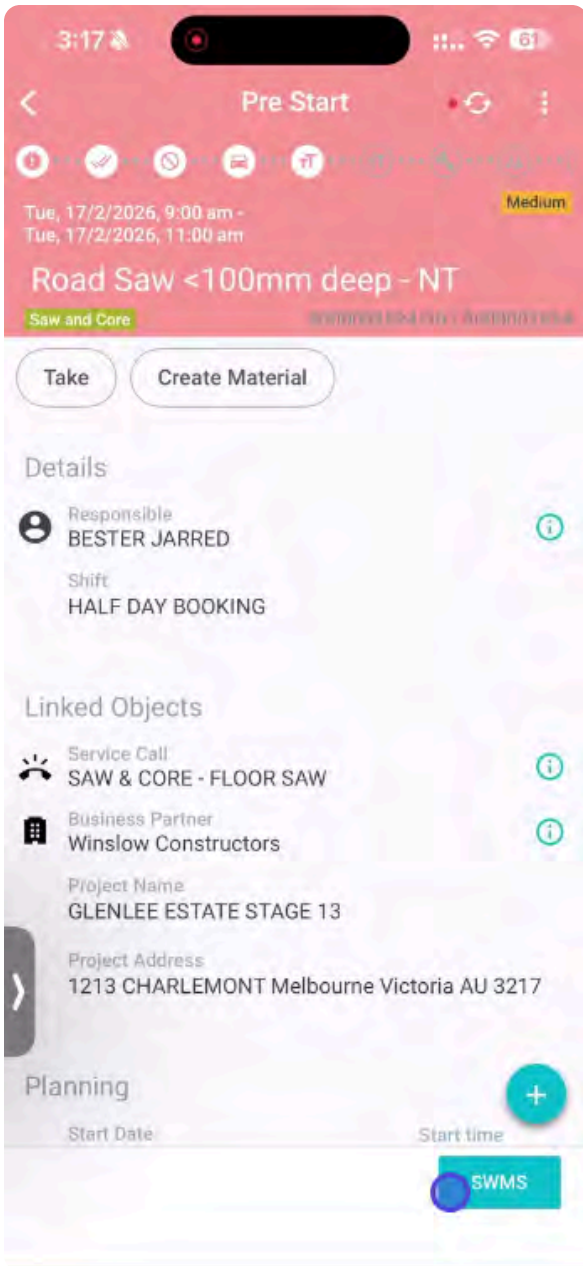 3:17
61
Pre Start
Tue, 17/2/2026, 9:00 am -
Tue, 17/2/2026, 11:00 am
Medium
Road Saw <100mm deep - NT
Saw and Core
Take
Create Material
Details
Responsible
BESTER JARRED
Shift
HALF DAY BOOKING
Linked Objects
Service Call
SAW & CORE - FLOOR SAW
Business Partner
Winslow Constructors
Project Name
GLENLEE ESTATE STAGE 13
Project Address
1213 CHARLEMONT Melbourne Victoria AU 3217
Planning
Start Date
Start time
SWMS